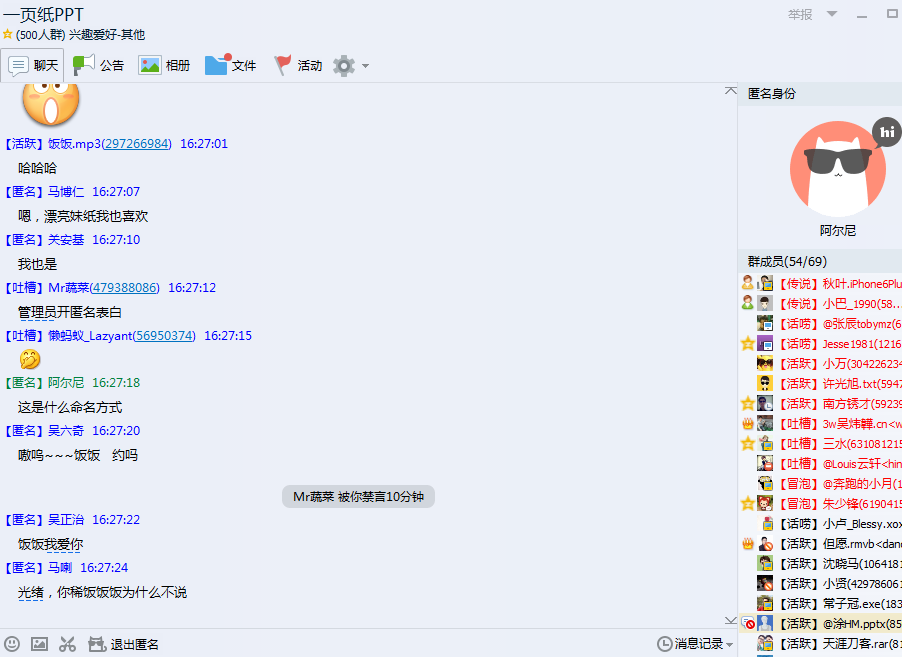 一页纸PPT
举报
(500人群) 兴趣爱好-其他
聊天 公告 相册 文件 活动
【活跃】饭饭.mp3(297266984) 16:27:01
哈哈哈
【匿名】马博仁 16:27:07
嗯，漂亮妹纸我也喜欢
【匿名】关安基 16:27:10
我也是
【吐槽】Mr蔬菜(479388086) 16:27:12
管理员开匿名表白
【吐槽】懒蚂蚁_Lazyant(56950374) 16:27:15
【匿名】阿尔尼 16:27:18
这是什么命名方式
【匿名】吴六奇 16:27:20
嗷呜~~~饭饭 约吗
Mr蔬菜 被你禁言10分钟
【匿名】吴正治 16:27:22
饭饭我爱你
【匿名】马喇 16:27:24
光绪，你稀饭饭饭为什么不说
退出匿名
消息记录
匿名身份
hi
阿尔尼
群成员(54/69)
【传说】秋叶.iPhone6Plu
【传说】小巴_1990(58...
【话唠】@张辰tobymz(6
【话唠】Jesse1981(1216
【活跃】小万(304226234
【活跃】许光旭.txt(5947
【活跃】南方锈才(59239
【吐槽】3w吴炜韡.cn<w
【吐槽】三水(631081215
【吐槽】@Louis云轩<hin
【冒泡】@奔跑的小月(1
【冒泡】朱少锋(6190415
【话唠】小卢_Blessy.xox
【活跃】但愿.rmvb<danc
【活跃】沈晓马(1064181
【活跃】小贤(42978061
【活跃】常子冠.exe(183
【活跃】@涂HM.pptx(85
【活跃】天涯刀客.rar(81